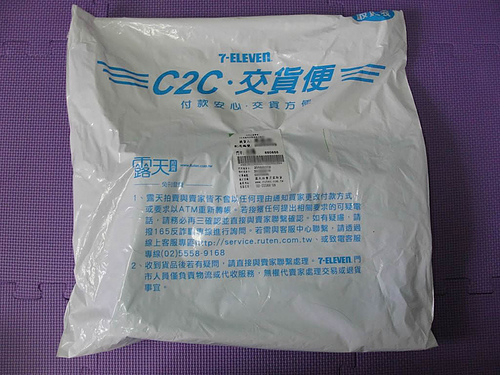 7-ELEVEN
C2C·交貨便
付款安心·交貨方便
露天
www.ruten.com.tw
1、露天拍賣與賣家皆不會以任何理由通知買家更改付款方式，
或要求以ATM重新轉帳。若接獲任何提出相關要求的可疑電
話，請務必再三確認並直接與賣家聯繫確認。如有疑慮，請
撥165反詐騙專線進行詢問。若需與客服中心聯繫，請透過
線上客服專區http://service.ruten.com.tw，或致電客服
專線(02)5558-9168
2、收到貨品後若有疑問，請直接與賣家聯繫處理。7-ELEVEN門
市人員僅負責物流或代收服務，無權代賣家處理交易或退貨
事宜。